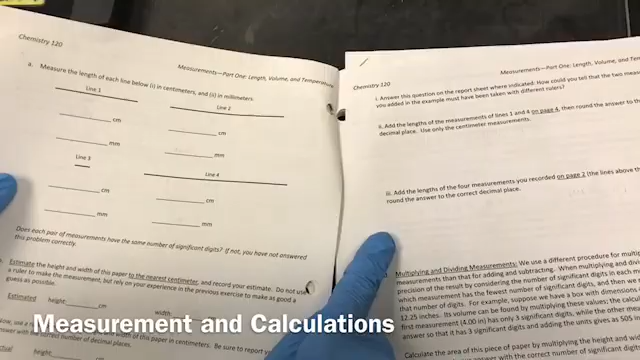 Chemistry 120
Measurements—Part One: Length, Volume, and Temperature
a. Measure the length of each line below (i) in centimeters, and (ii) in millimeters:
Line 1
Line 2
cm
cm
mm
mm
Line 3
Line 4
cm
cm
mm
mm
Does each pair of measurements have the same number of significant digits? If not, you have not answered
this problem correctly.
Estimate the height and width of this paper to the nearest centimeter, and record your estimate. Do not use
a ruler to make the measurement, but rely on your experience in the previous exercise to make as good a
guess as possible.
Estimated height: cm
width:
in centimeters. Be sure to report
number of decimal places.
height: cm
Measurements—Part One: Length, Volume, and
Chemistry 120
i. Answer this question on the report sheet where indicated: How could you tell that the two
you added in the example must have been taken with different rulers?
ii. Add the lengths of the measurements of lines 1 and 4 on page 4, then round the answer to
decimal place. Use only the centimeter measurements.
iii. Add the lengths of the four measurements you recorded on page 2 (the lines above
round the answer to the correct decimal place.
Multiplying and Dividing Measurements: We use a different procedure for
measurements than that for adding and subtracting. When multiplying and
precision of the result by considering the number of significant digits in each
which measurement has the fewest number of significant digits, and then
that number of digits. For example, suppose we have a box with dimensions
12.25 inches. Its volume can be found by multiplying these values; the
first measurement (4.00 in) has only 3 significant digits, while the other
answer so that it has 3 significant digits and adding the units gives us 505
Calculate the area of this piece of paper by multiplying the height and
Measurement and Calculations